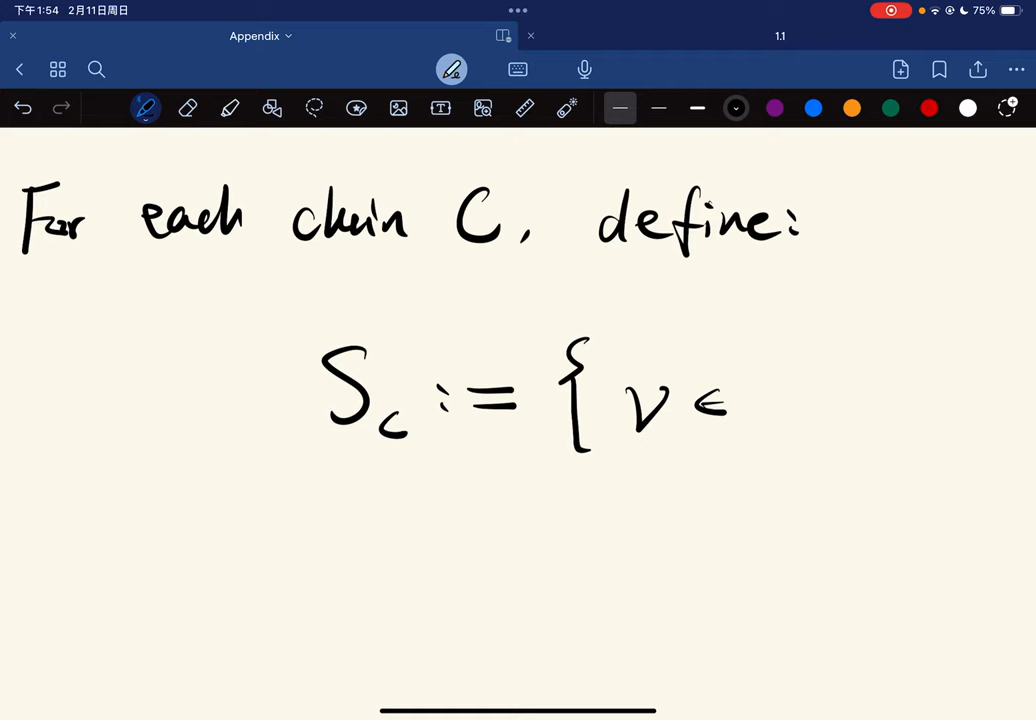 下午1:54 2月11日周日
75%
Appendix
1.1
For each chain C, define:
S_C := { v ∈